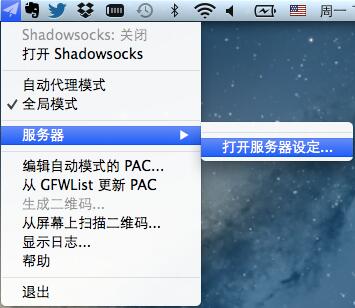 周一
Shadowsocks: 关闭
打开 Shadowsocks
自动代理模式
全局模式
服务器
打开服务器设定...
编辑自动模式的 PAC...
从 GFWList 更新 PAC
生成二维码...
从屏幕上扫描二维码...
显示日志...
帮助
退出